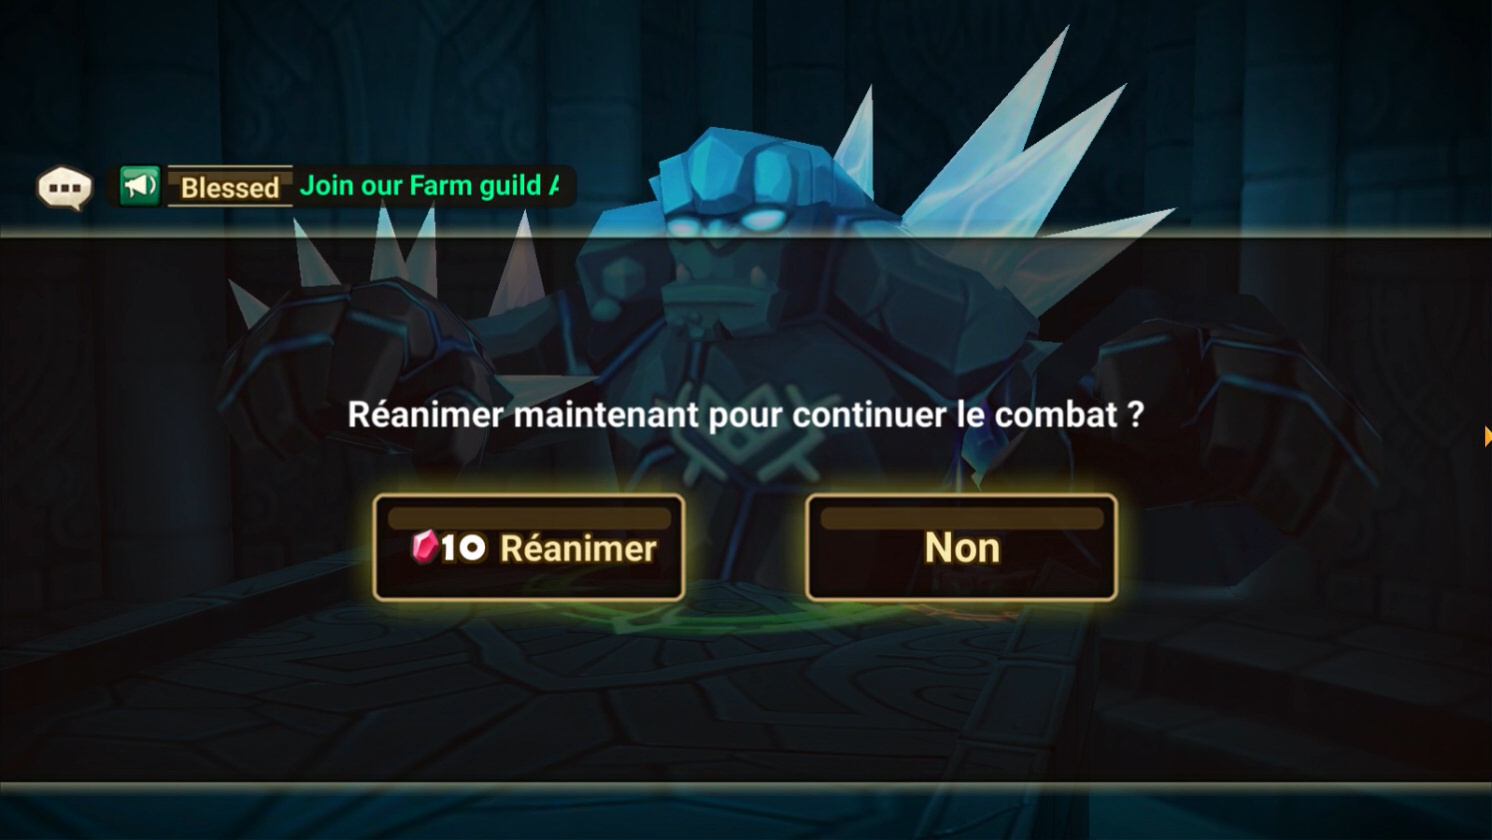 Blessed Join our Farm guild
Réanimer maintenant pour continuer le combat ?
10 Réanimer
Non